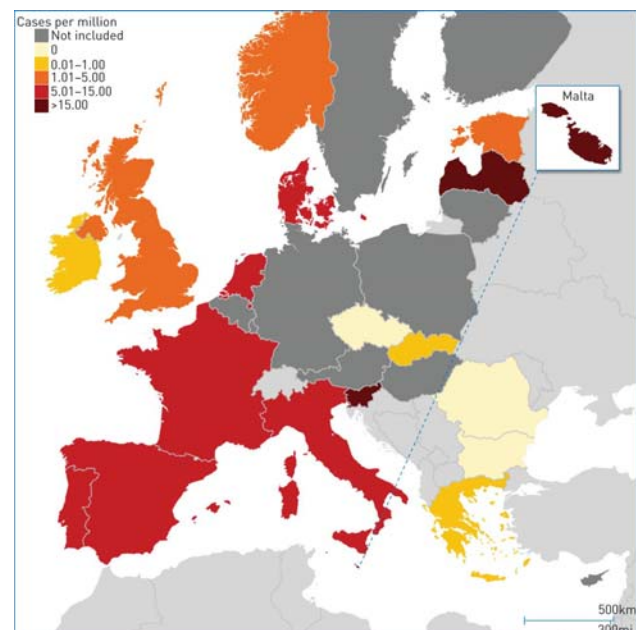 Cases per million
Not included
0
0.01–1.00
1.01–5.00
5.01–15.00
>15.00
Malta
500km
300mi